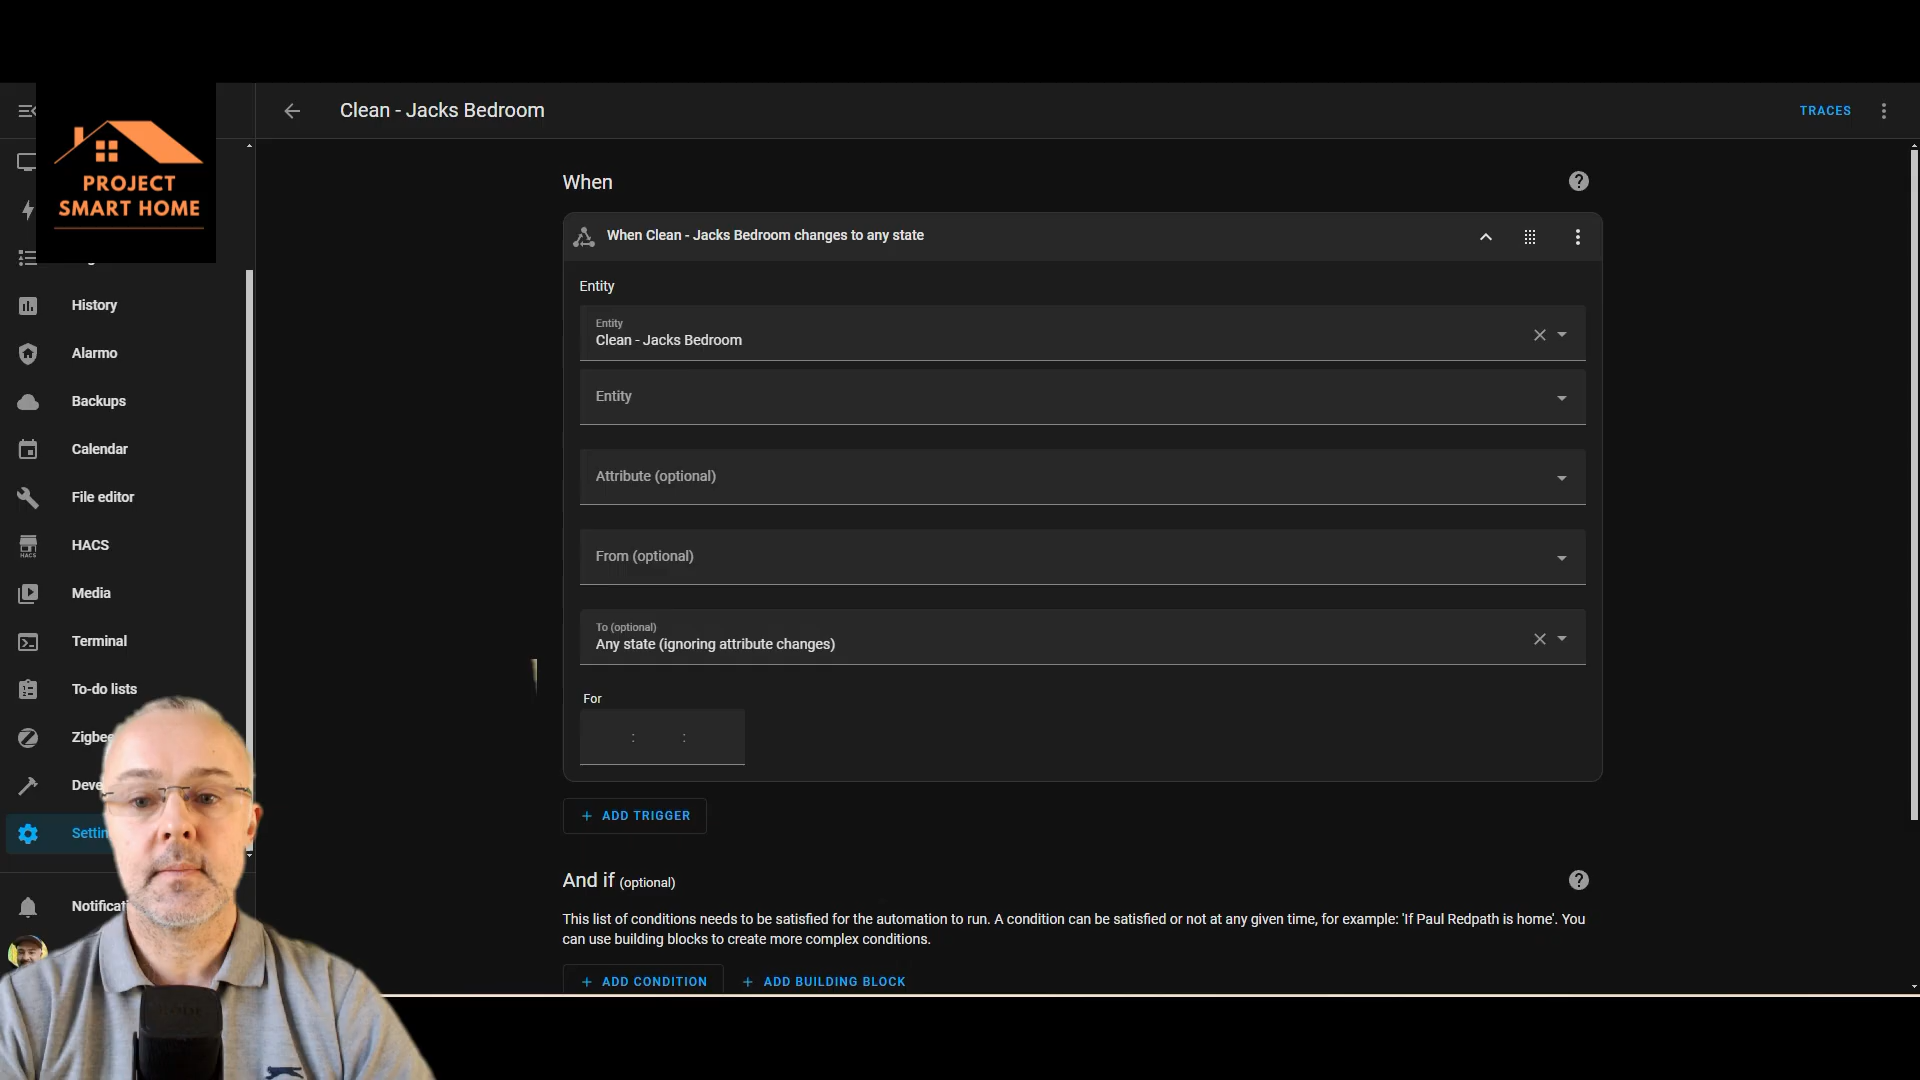 Clean - Jacks Bedroom
TRACES
PROJECT
SMART HOME
History
Alarmo
Backups
Calendar
File editor
HACS
HACS
Media
Terminal
To-do lists
When
When Clean - Jacks Bedroom changes to any state
Entity
Entity
Clean - Jacks Bedroom
Entity
Attribute (optional)
From (optional)
To (optional)
Any state (ignoring attribute changes)
For
: :
+ ADD TRIGGER
And if (optional)
This list of conditions needs to be satisfied for the automation to run. A condition can be satisfied or not at any given time, for example: 'If Paul Redpath is home'. You
can use building blocks to create more complex conditions.
+ ADD CONDITION
+ ADD BUILDING BLOCK